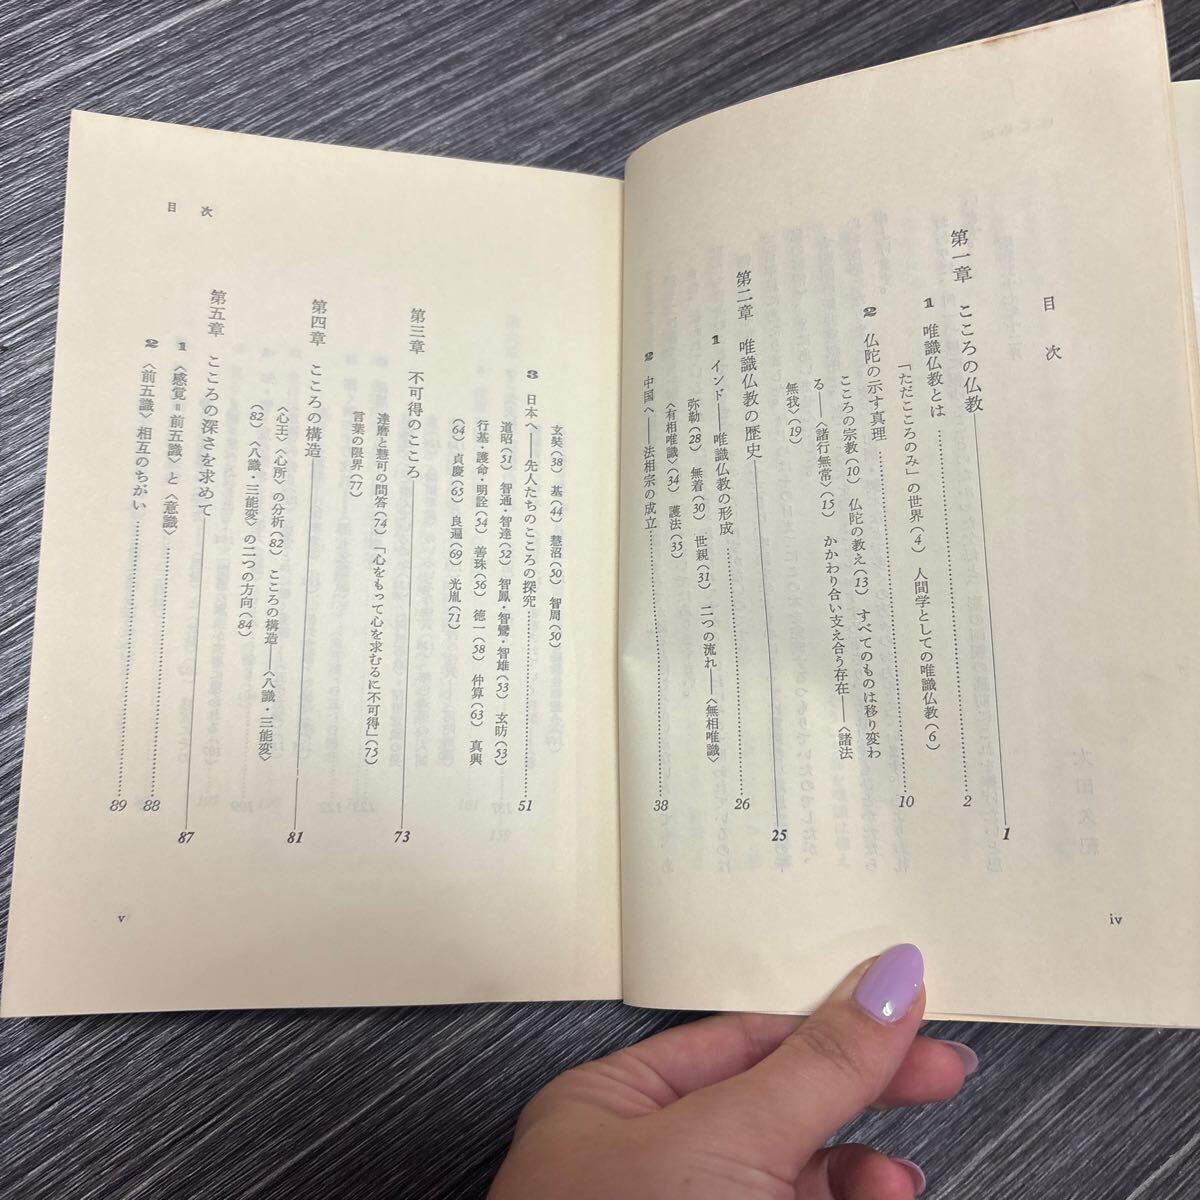 目次
第一章 こころの仏教 1
1 唯識仏教とは 2
「ただこころのみ」の世界(4) 人間学としての唯識仏教(6)
2 仏陀の示す真理 10
こころの宗教(10) 仏陀の教え(13) すべてのものは移り変わ
る――〈諸行無常〉(15) かかわり合い支え合う存在――〈諸法
無我〉(19)
第二章 唯識仏教の歴史 25
1 インド――唯識仏教の形成 26
弥勒(28) 無着(30) 世親(31) 二つの流れ――〈無相唯識〉
〈有相唯識〉(34) 護法(35)
2 中国へ――法相宗の成立 38
iv
目次
玄奘(38) 基(44) 慧沼(50) 智周(50)
3 日本へ――先人たちのこころの探究 51
道昭(51) 智通・智達(52) 智鳳・智鸞・智雄(53) 玄昉(53)
行基・護命・明詮(54) 善珠(56) 徳一(58) 仲算(63) 真興
(64) 貞慶(65) 良遍(69) 光胤(71)
第三章 不可得のこころ 73
達磨と慧可の問答(74) 「心をもって心を求むるに不可得」(75)
言葉の限界(77)
第四章 こころの構造 81
〈心王〉〈心所〉の分析(82) こころの構造――〈八識・三能変〉
(82) 〈八識・三能変〉の二つの方向(84)
第五章 こころの深さを求めて 87
1 〈感覚＝前五識〉と〈意識〉 88
2 〈前五識〉相互のちがい 89
v
太田久紀